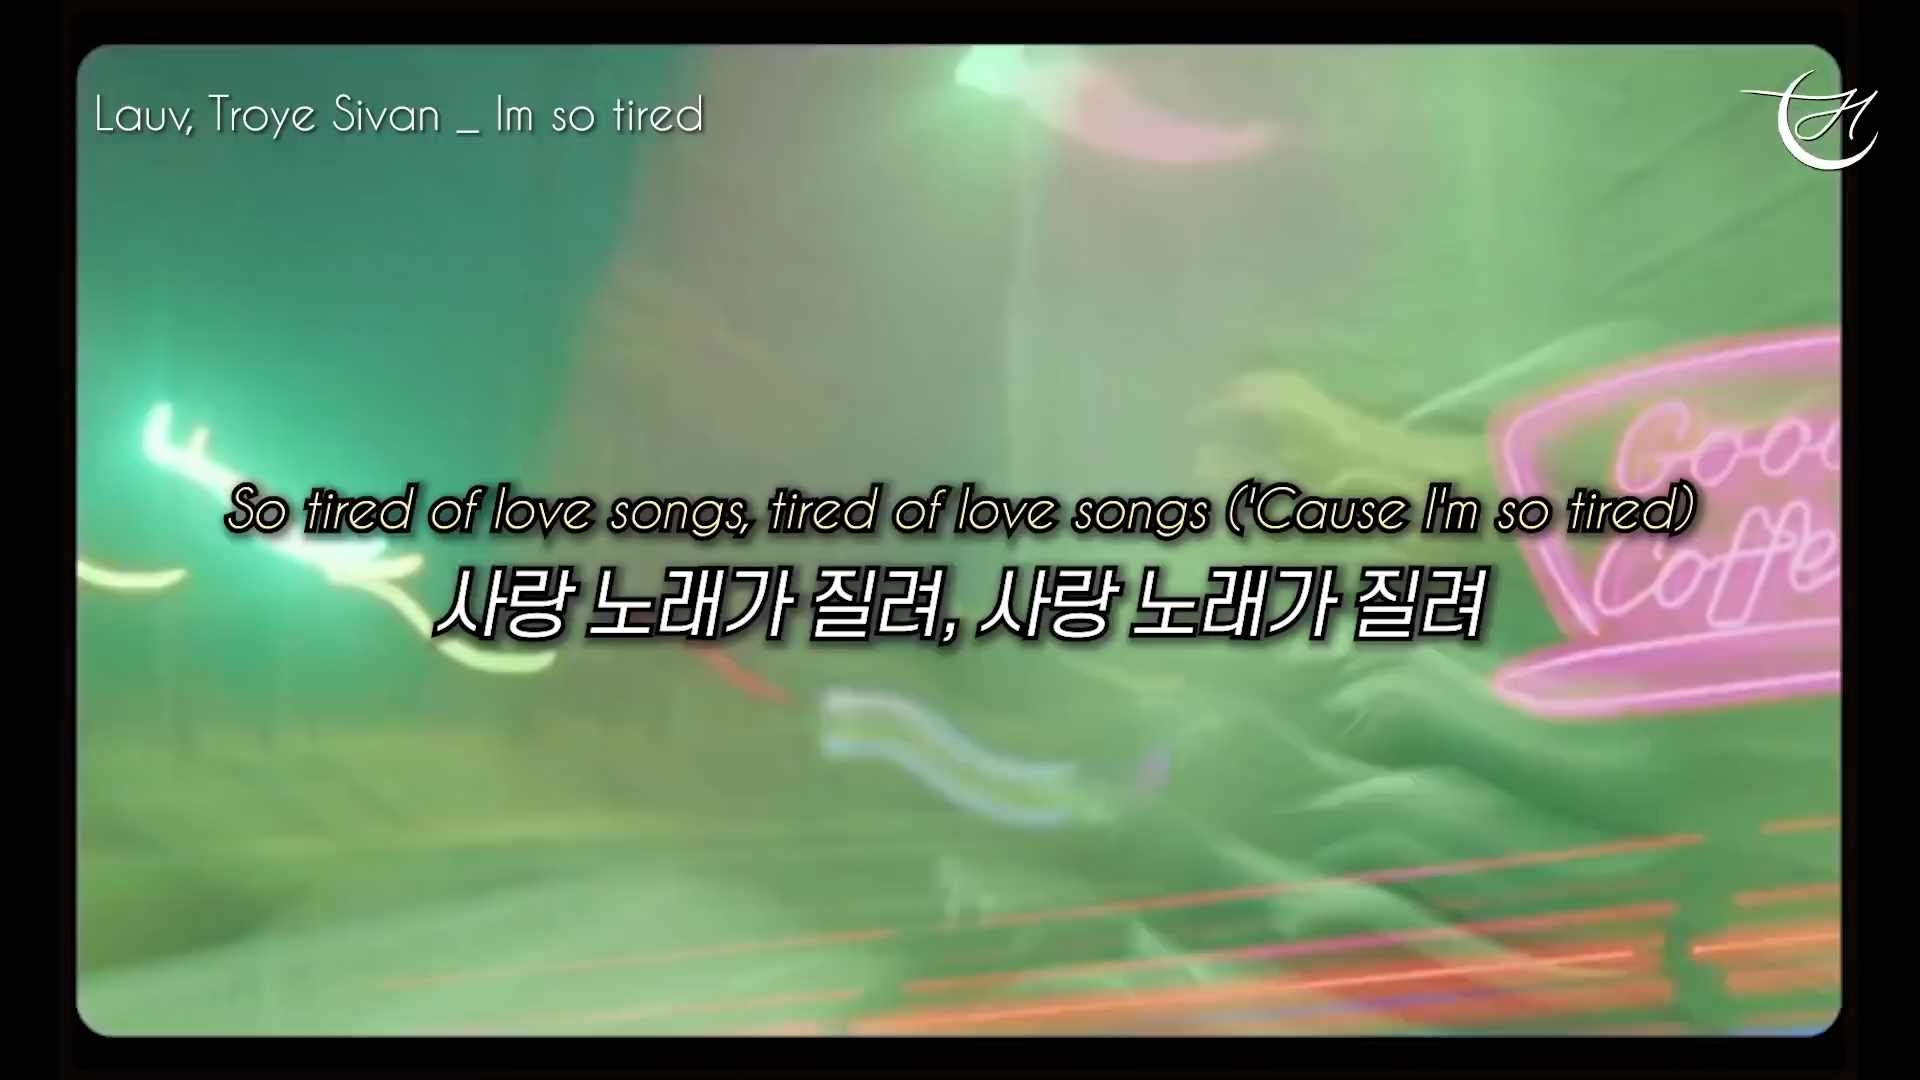 Lauv, Troye Sivan _ Im so tired
So tired of love songs, tired of love songs ('Cause I'm so tired)
사랑 노래가 질려, 사랑 노래가 질려
Coffee